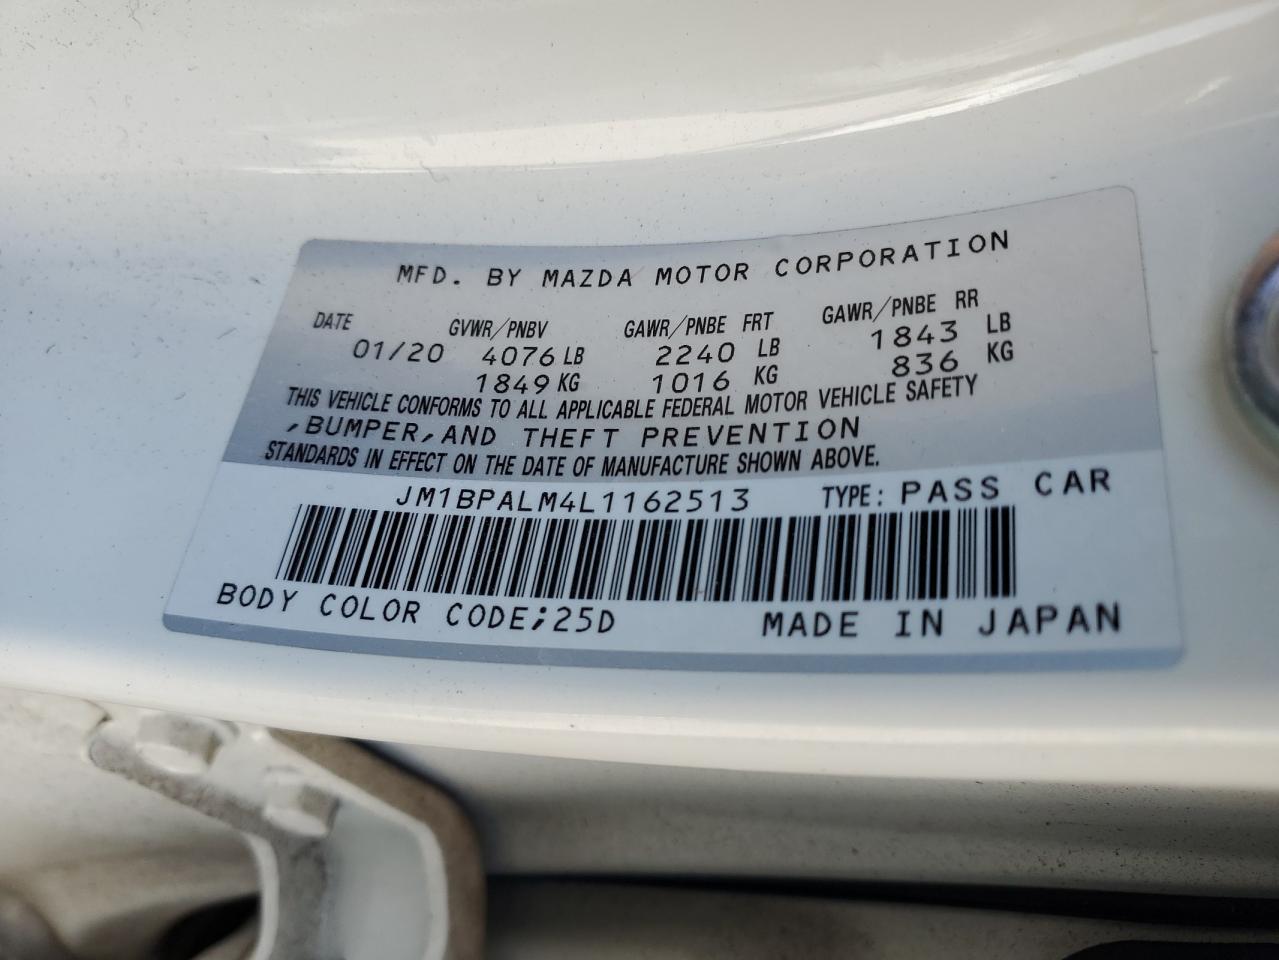 MFD. BY MAZDA MOTOR CORPORATION
DATE GVWR/PNBV GAWR/PNBE FRT GAWR/PNBE RR
01/20 4076 LB 2240 LB 1843 LB
1849 KG 1016 KG 836 KG
THIS VEHICLE CONFORMS TO ALL APPLICABLE FEDERAL MOTOR VEHICLE SAFETY
,BUMPER,AND THEFT PREVENTION
STANDARDS IN EFFECT ON THE DATE OF MANUFACTURE SHOWN ABOVE.
JM1BPALM4L1162513 TYPE: PASS CAR
BODY COLOR CODE;25D MADE IN JAPAN